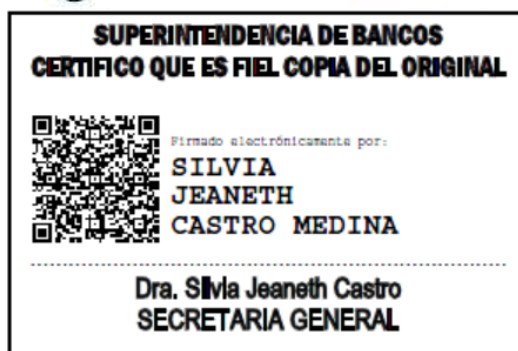 SUPERINTENDENCIA DE BANCOS
CERTIFICO QUE ES FIEL COPIA DEL ORIGINAL
Firmado electrónicamente por:
SILVIA
JEANETH
CASTRO MEDINA
Dra. Silvia Jeaneth Castro
SECRETARIA GENERAL